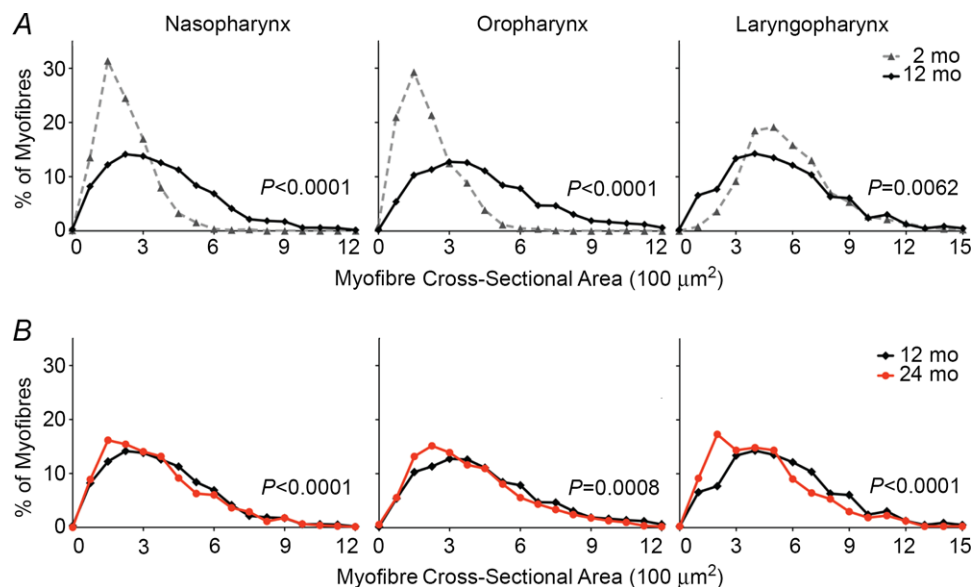 A
Nasopharynx
Oropharynx
Laryngopharynx
2 mo
12 mo
% of Myofibres
30
20
10
0
P<0.0001
P<0.0001
P=0.0062
0 3 6 9 12
0 3 6 9 12
0 3 6 9 12 15
Myofibre Cross-Sectional Area (100 µm²)
B
12 mo
24 mo
% of Myofibres
30
20
10
0
P<0.0001
P=0.0008
P<0.0001
0 3 6 9 12
0 3 6 9 12
0 3 6 9 12 15
Myofibre Cross-Sectional Area (100 µm²)